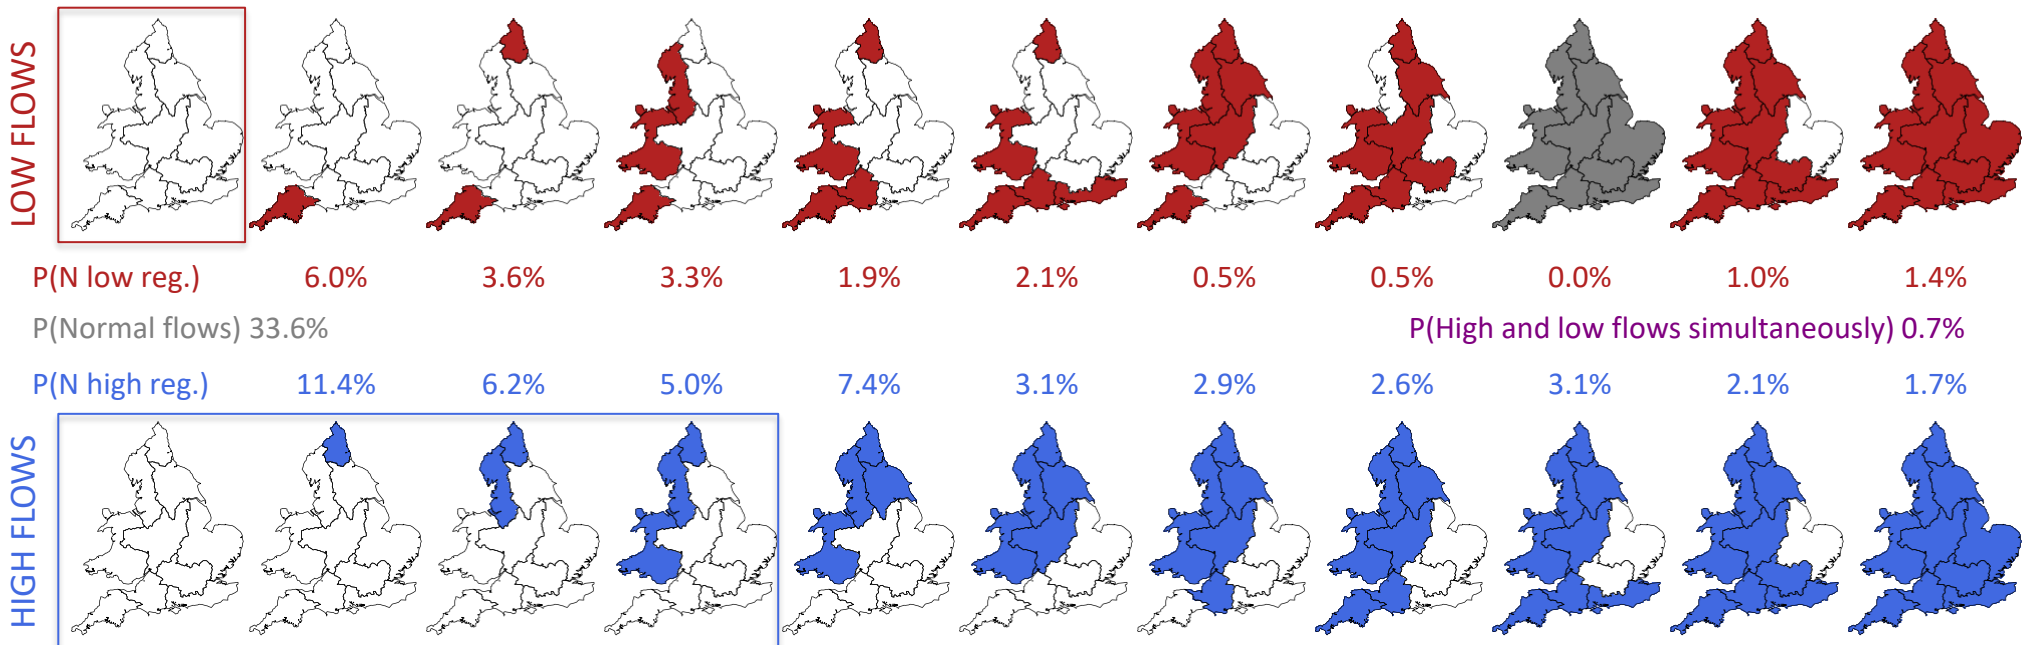 LOW FLOWS
P(N low reg.) 6.0% 3.6% 3.3% 1.9% 2.1% 0.5% 0.5% 0.0% 1.0% 1.4%
P(Normal flows) 33.6% P(High and low flows simultaneously) 0.7%
P(N high reg.) 11.4% 6.2% 5.0% 7.4% 3.1% 2.9% 2.6% 3.1% 2.1% 1.7%
HIGH FLOWS